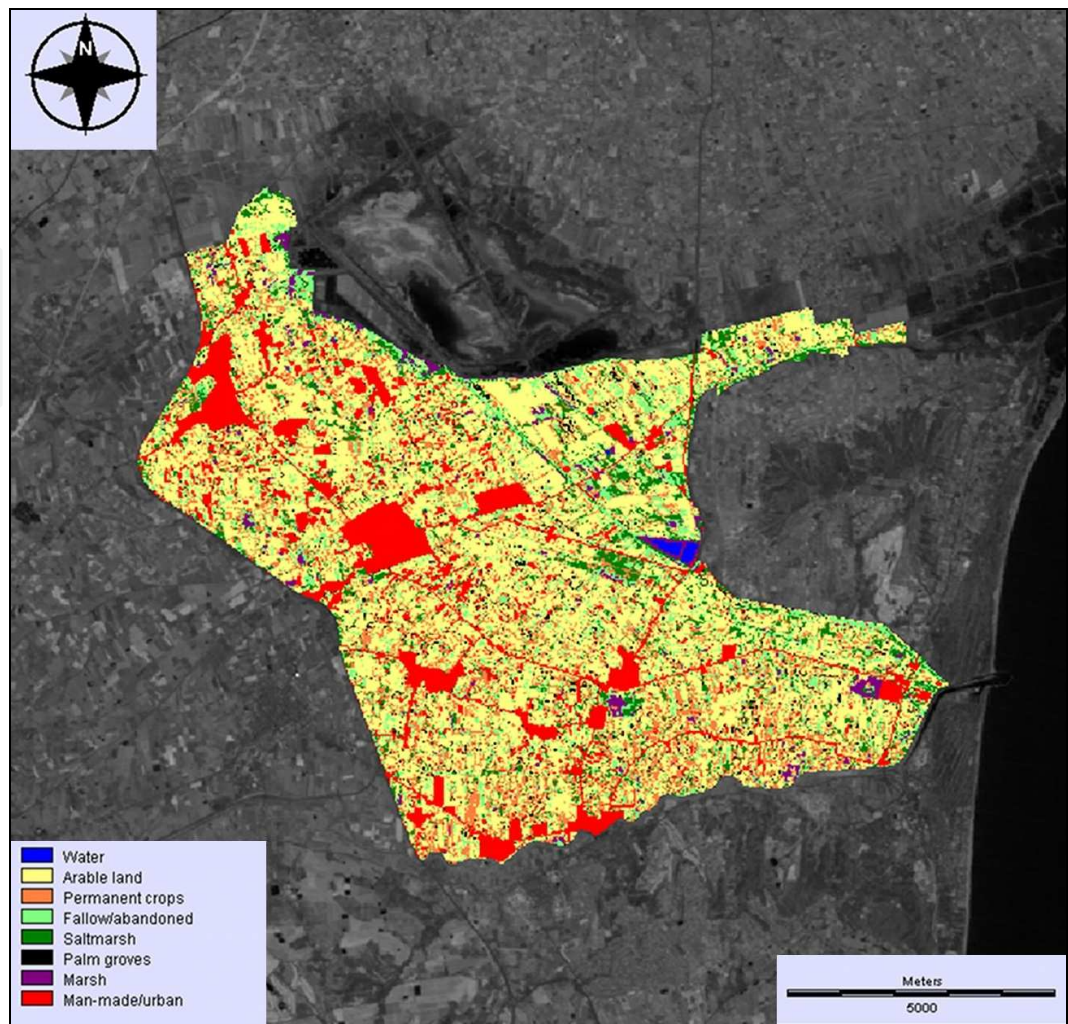 N
Water
Arable land
Permanent crops
Fallow/abandoned
Saltmarsh
Palm groves
Marsh
Man-made/urban
Meters
5000